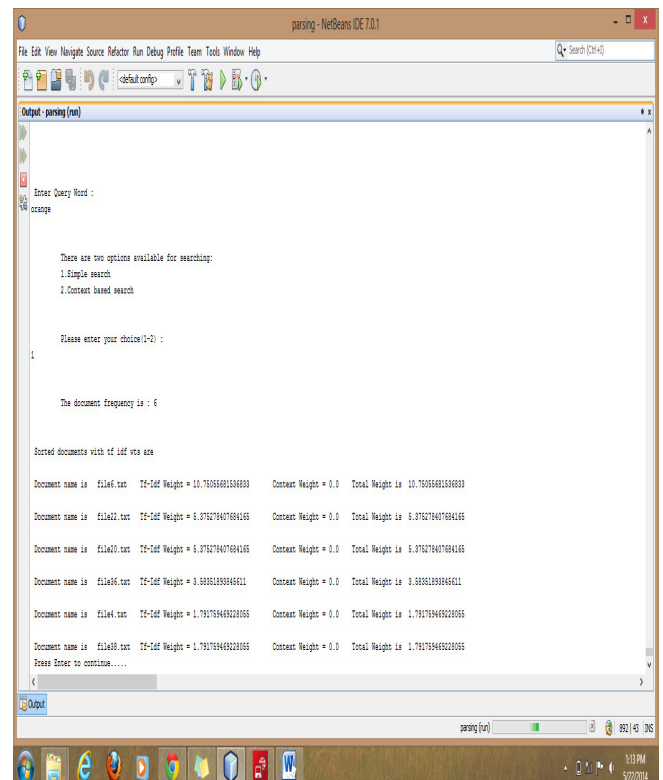 parsing - NetBeans IDE 7.0.1
File Edit View Navigate Source Refactor Run Debug Profile Team Tools Window Help
Search (Ctrl+I)
<default config>
Output - parsing (run)
Enter Query Word :
orange
There are two options available for searching:
1.Simple search
2.Context based search
Please enter your choice(1-2) :
1
The document frequency is : 6
Sorted documents with tf idf wts are
Document name is file6.txt Tf-Idf Weight = 10.75055681536833 Context Weight = 0.0 Total Weight is 10.75055681536833
Document name is file22.txt Tf-Idf Weight = 5.375278407684165 Context Weight = 0.0 Total Weight is 5.375278407684165
Document name is file20.txt Tf-Idf Weight = 5.375278407684165 Context Weight = 0.0 Total Weight is 5.375278407684165
Document name is file36.txt Tf-Idf Weight = 3.58351893845611 Context Weight = 0.0 Total Weight is 3.58351893845611
Document name is file4.txt Tf-Idf Weight = 1.791759469228055 Context Weight = 0.0 Total Weight is 1.791759469228055
Document name is file38.txt Tf-Idf Weight = 1.791759469228055 Context Weight = 0.0 Total Weight is 1.791759469228055
Press Enter to continue.....
Output
parsing (run)
892 | 43 INS
1:13 PM
5/22/2014